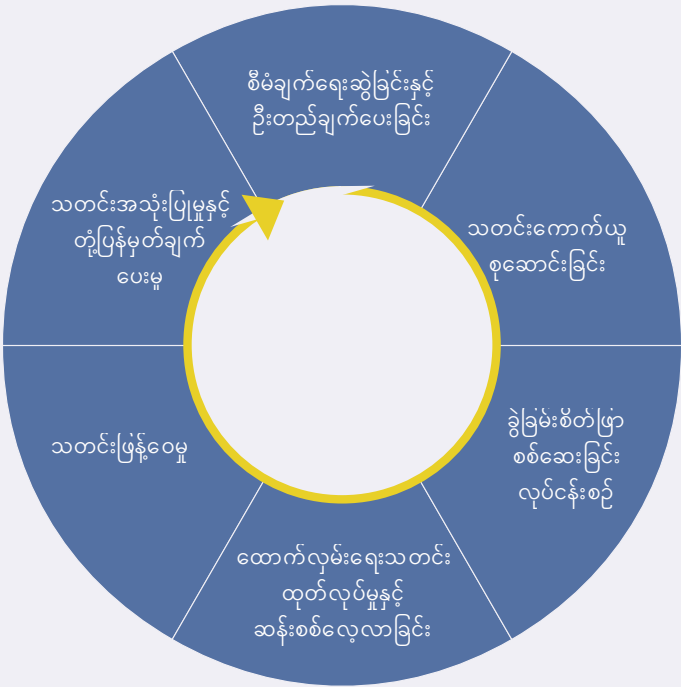 စီမံချက်ရေးဆွဲခြင်းနှင့်
ဦးတည်ချက်ပေးခြင်း
သတင်းကောက်ယူ
စုဆောင်းခြင်း
ခွဲခြမ်းစိတ်ဖြာ
စစ်ဆေးခြင်း
လုပ်ငန်းစဉ်
ထောက်လှမ်းရေးသတင်း
ထုတ်လုပ်မှုနှင့်
ဆန်းစစ်လေ့လာခြင်း
သတင်းဖြန့်ဝေမှု
သတင်းအသုံးပြုမှုနှင့်
တုံ့ပြန်မှတ်ချက်
ပေးမှု